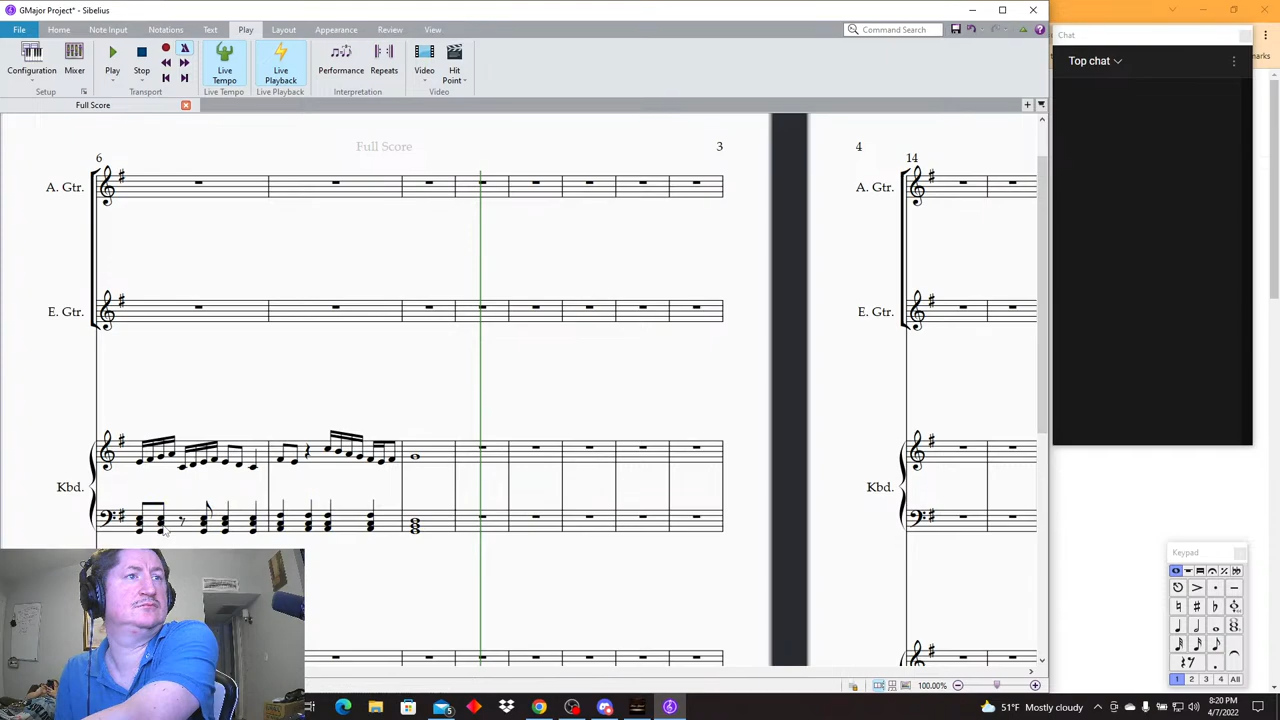 GMajor Project* - Sibelius
File Home Note Input Notations Text Play Layout Appearance Review View Command Search
Configuration Mixer Play Stop Live Tempo Live Playback Performance Repeats Video Hit Point
Setup Transport Live Tempo Live Playback Interpretation Video
Full Score
Chat
Top chat
marks
6 Full Score 3 4 14
A. Gtr. A. Gtr.
E. Gtr. E. Gtr.
Kbd. Kbd.
Keypad
1 2 3 4 All
100.00%
5
51°F Mostly cloudy
8:20 PM
4/7/2022